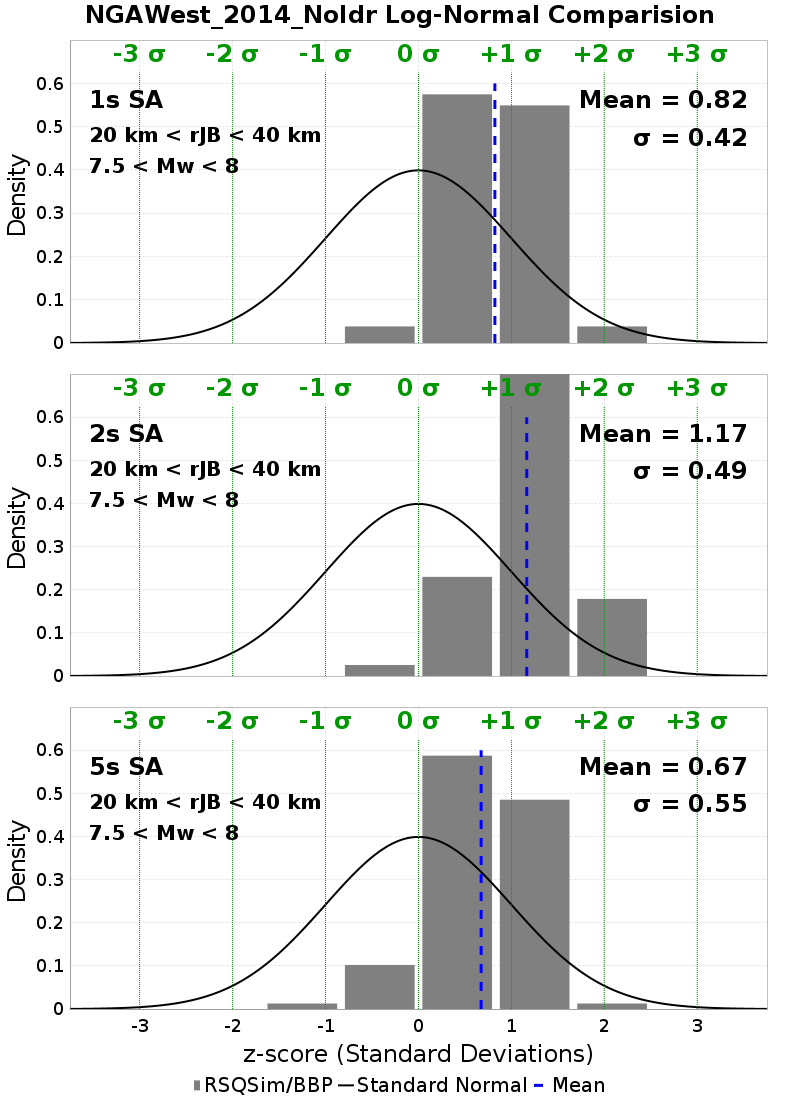 NGAWest_2014_NoIdr Log-Normal Comparision
-3 σ -2 σ -1 σ 0 σ +1 σ +2 σ +3 σ
0.6
1s SA Mean = 0.82
0.5
20 km < rJB < 40 km σ = 0.42
7.5 < Mw < 8
0.4
Density
0.3
0.2
0.1
0
-3 σ -2 σ -1 σ 0 σ +1 σ +2 σ +3 σ
0.6
2s SA Mean = 1.17
0.5
20 km < rJB < 40 km σ = 0.49
7.5 < Mw < 8
0.4
Density
0.3
0.2
0.1
0
-3 σ -2 σ -1 σ 0 σ +1 σ +2 σ +3 σ
0.6
5s SA Mean = 0.67
0.5
20 km < rJB < 40 km σ = 0.55
7.5 < Mw < 8
0.4
Density
0.3
0.2
0.1
0
-3 -2 -1 0 1 2 3
z-score (Standard Deviations)
RSQSim/BBP Standard Normal Mean